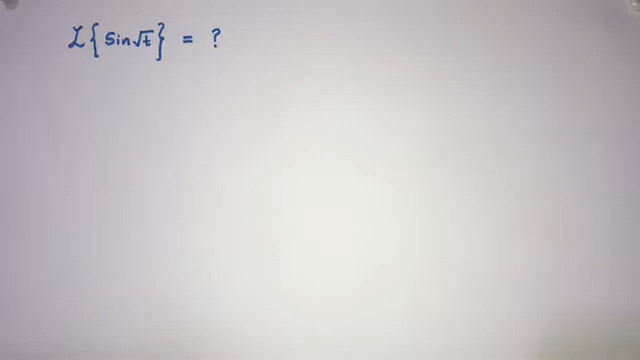 ℒ{sin√t} = ?